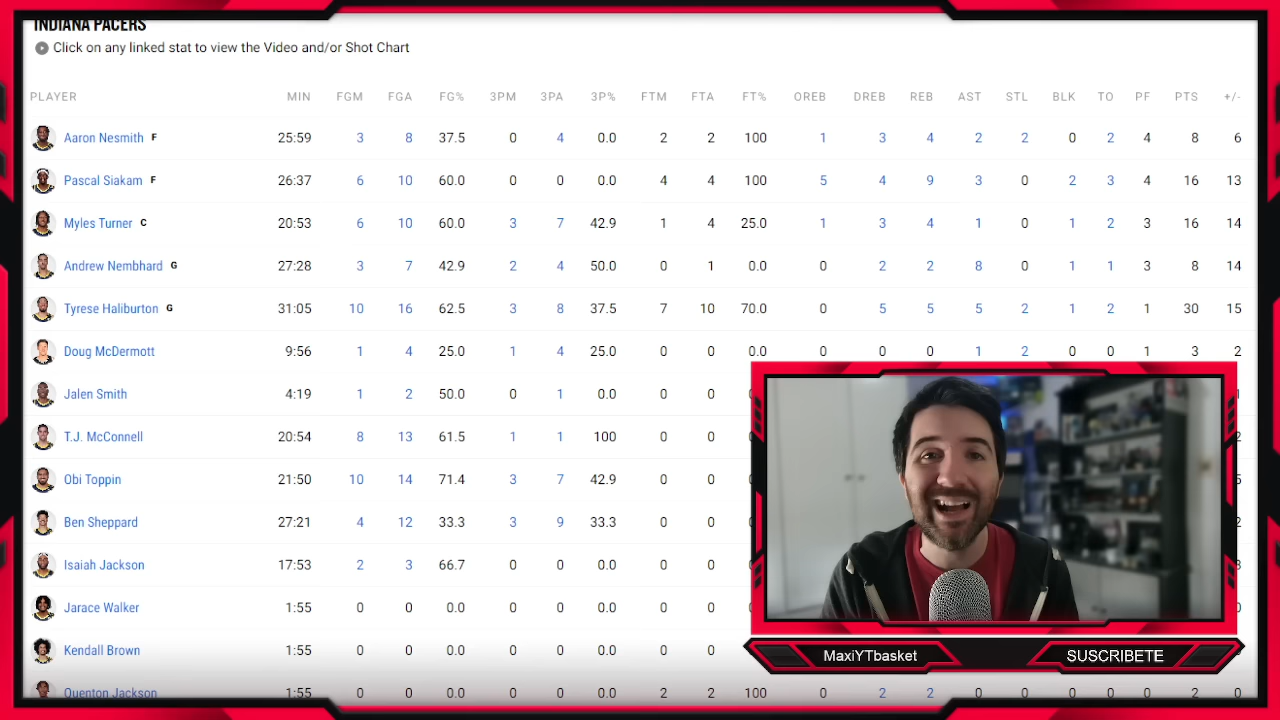 INDIANA PACERS
Click on any linked stat to view the Video and/or Shot Chart
PLAYER MIN FGM FGA FG% 3PM 3PA 3P% FTM FTA FT% OREB DREB REB AST STL BLK TO PF PTS +/-
Aaron Nesmith F 25:59 3 8 37.5 0 4 0.0 2 2 100 1 3 4 2 2 0 2 4 8 6
Pascal Siakam F 26:37 6 10 60.0 0 0 0.0 4 4 100 5 4 9 3 0 2 3 4 16 13
Myles Turner C 20:53 6 10 60.0 3 7 42.9 1 4 25.0 1 3 4 1 0 1 2 3 16 14
Andrew Nembhard G 27:28 3 7 42.9 2 4 50.0 0 1 0.0 0 2 2 8 0 1 1 3 8 14
Tyrese Haliburton G 31:05 10 16 62.5 3 8 37.5 7 10 70.0 0 5 5 5 2 1 2 1 30 15
Doug McDermott 9:56 1 4 25.0 1 4 25.0 0 0 0.0 0 0 0 1 2 0 0 1 3 2
Jalen Smith 4:19 1 2 50.0 0 1 0.0 0 0
T.J. McConnell 20:54 8 13 61.5 1 1 100 0 0
Obi Toppin 21:50 10 14 71.4 3 7 42.9 0 0
Ben Sheppard 27:21 4 12 33.3 3 9 33.3 0 0
Isaiah Jackson 17:53 2 3 66.7 0 0 0.0 0 0
Jarace Walker 1:55 0 0 0.0 0 0 0.0 0 0
Kendall Brown 1:55 0 0 0.0 0 0 0.0 0 0
Quenton Jackson 1:55 0 0 0.0 0 0 0.0 2 2 100 0 2 2 0 0 0 0 0 2 0
MaxiYTbasket
SUSCRIBETE